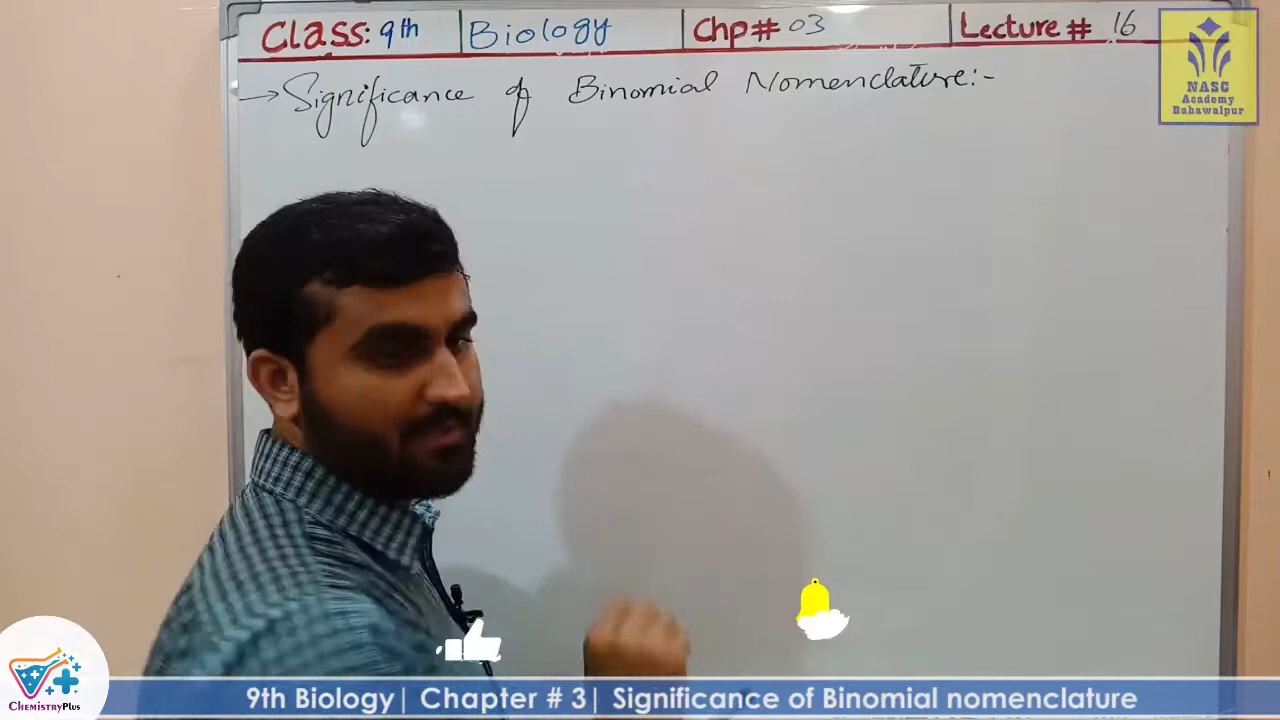 Class: 9th Biology Chp# 03 Lecture # 16
→ Significance of Binomial Nomenclature:-
NASC
Academy
Bahawalpur
ChemistryPlus
9th Biology| Chapter # 3| Significance of Binomial nomenclature